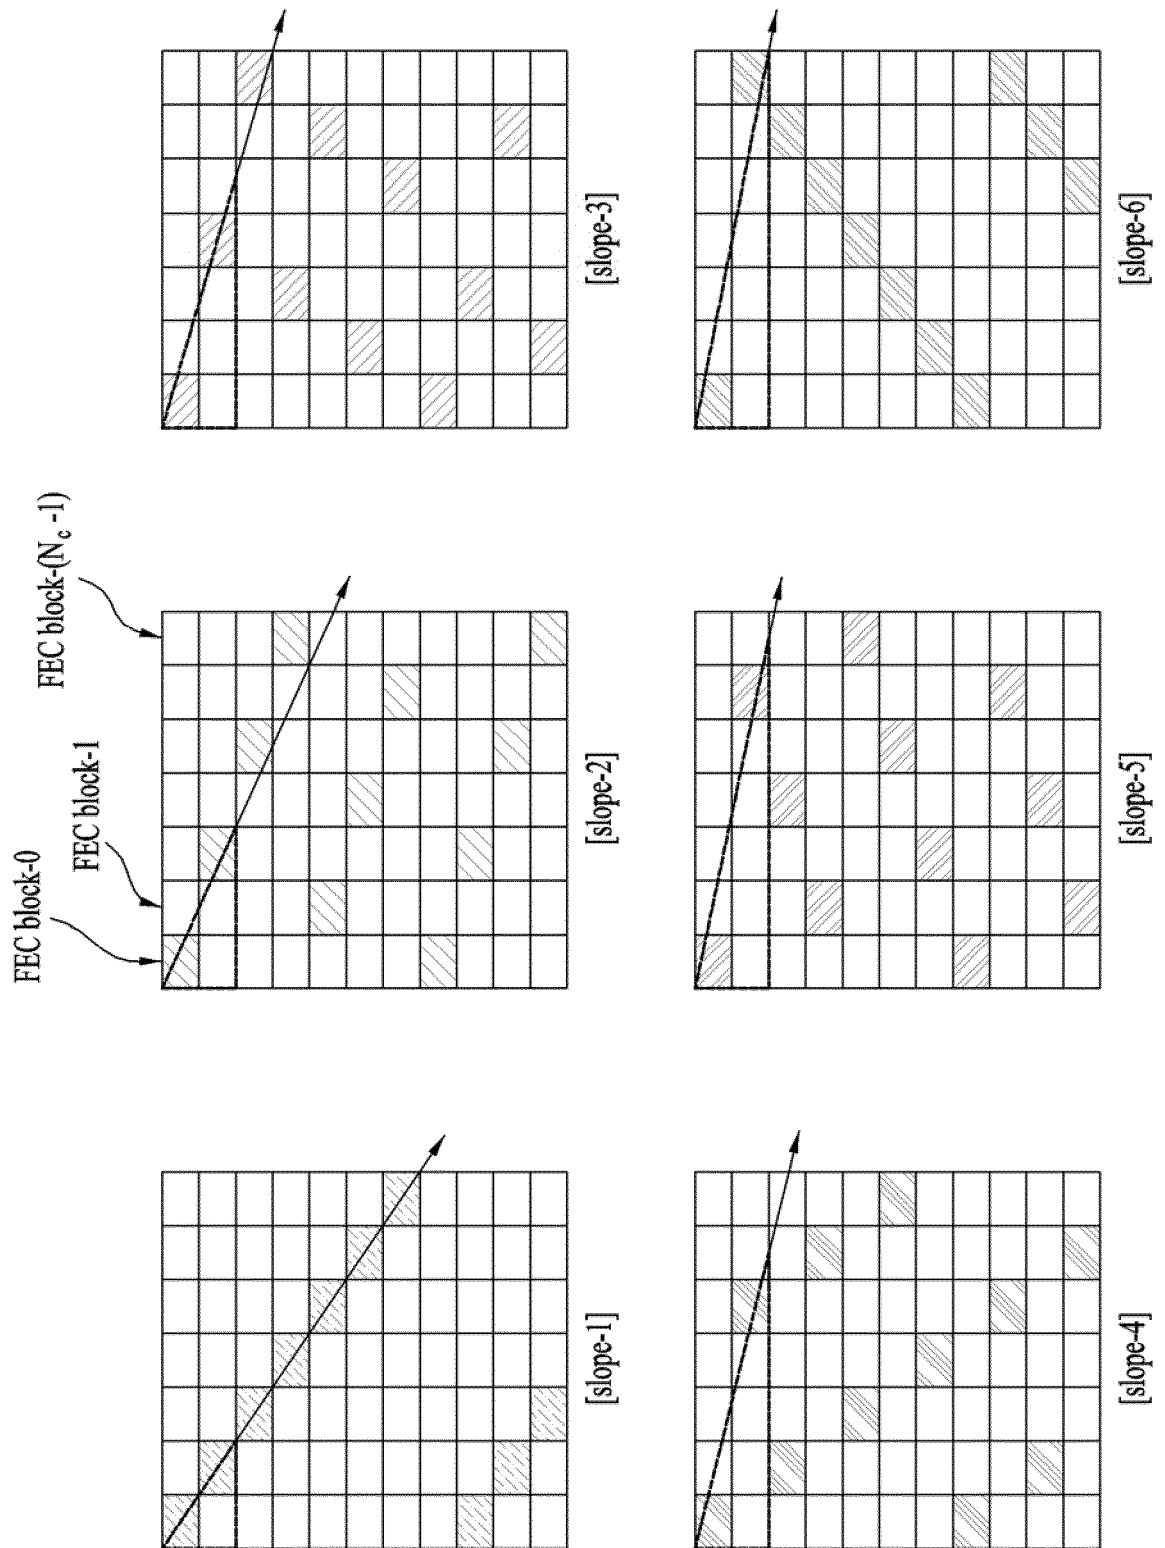 FEC block-0
FEC block-1
FEC block-(Nc -1)
[slope-1]
[slope-2]
[slope-3]
[slope-4]
[slope-5]
[slope-6]